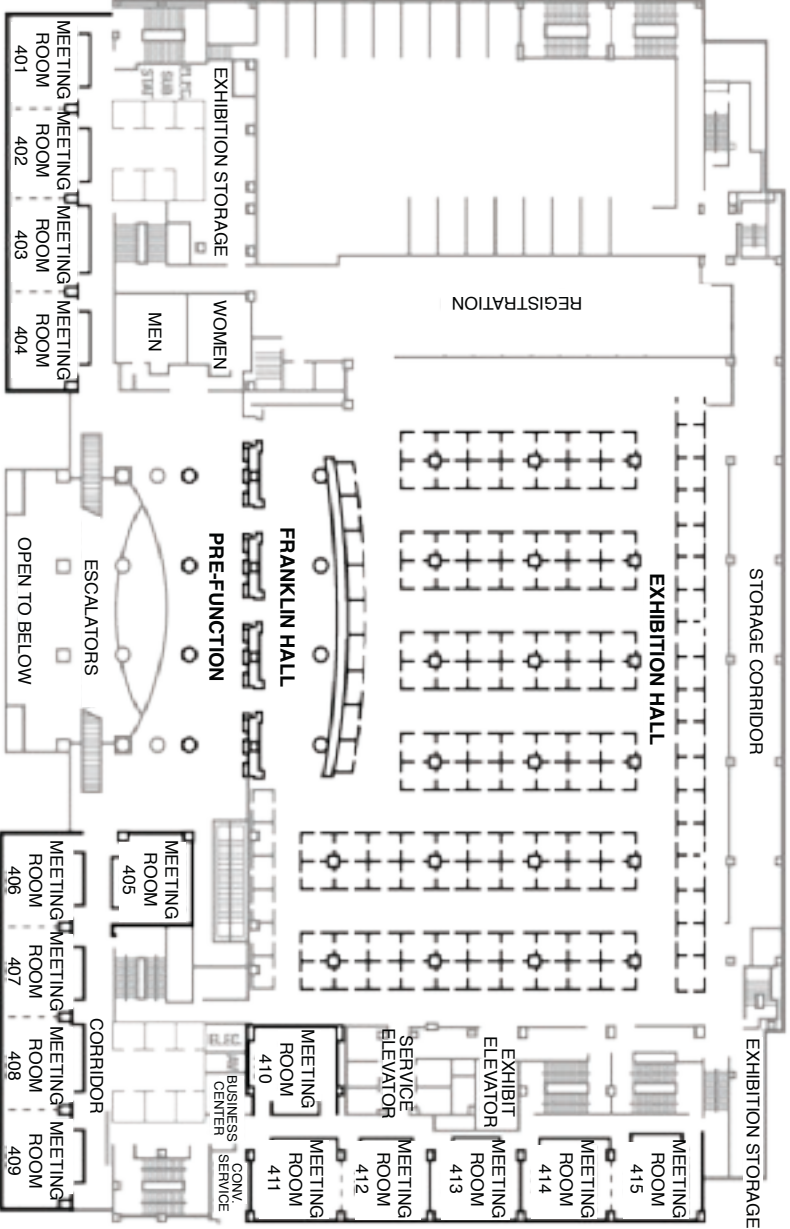 MEETING
ROOM
401
MEETING
ROOM
402
MEETING
ROOM
403
MEETING
ROOM
404
ELEC.
SUB
STAT
EXHIBITION STORAGE
MEN
WOMEN
REGISTRATION
OPEN TO BELOW
ESCALATORS
PRE-FUNCTION
FRANKLIN HALL
EXHIBITION HALL
STORAGE CORRIDOR
MEETING
ROOM
405
MEETING
ROOM
406
MEETING
ROOM
407
MEETING
ROOM
408
MEETING
ROOM
409
CORRIDOR
ELEC.
BUSINESS
CENTER
CONV.
SERVICE
MEETING
ROOM
410
SERVICE
ELEVATOR
EXHIBIT
ELEVATOR
MEETING
ROOM
411
MEETING
ROOM
412
MEETING
ROOM
413
MEETING
ROOM
414
MEETING
ROOM
415
EXHIBITION STORAGE